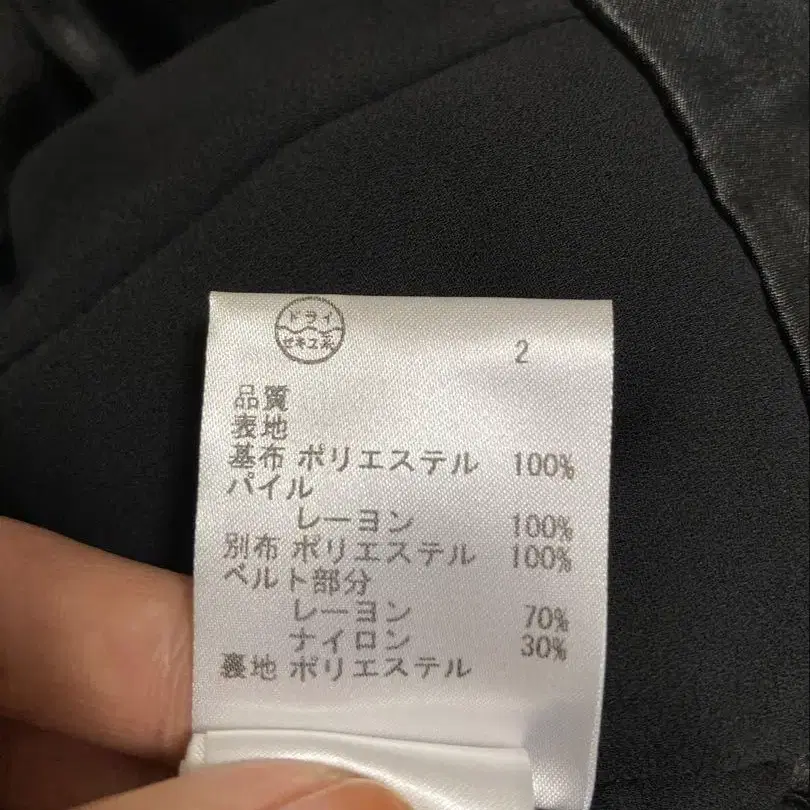 ドライ
セキユ系
2
品質
表地
基布 ポリエステル 100%
パイル
レーヨン 100%
別布 ポリエステル 100%
ベルト部分
レーヨン 70%
ナイロン 30%
裏地 ポリエステル